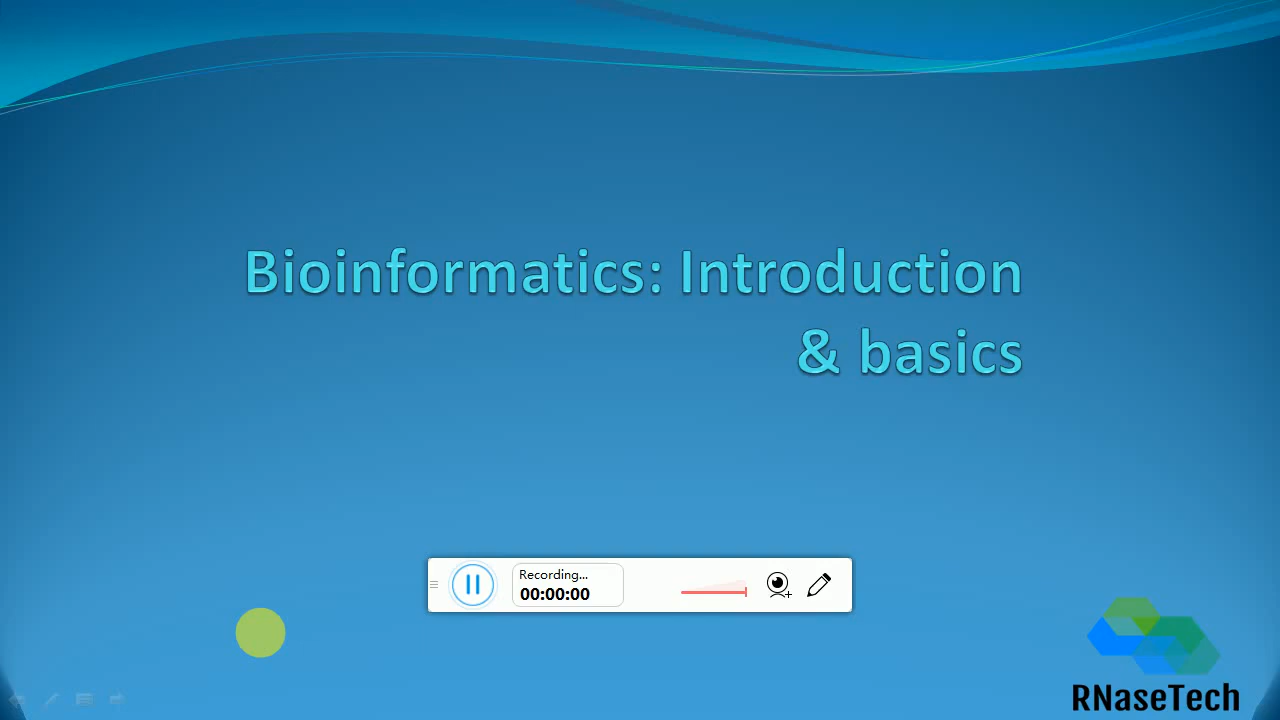 Bioinformatics: Introduction
& basics
Recording...
00:00:00
RNaseTech